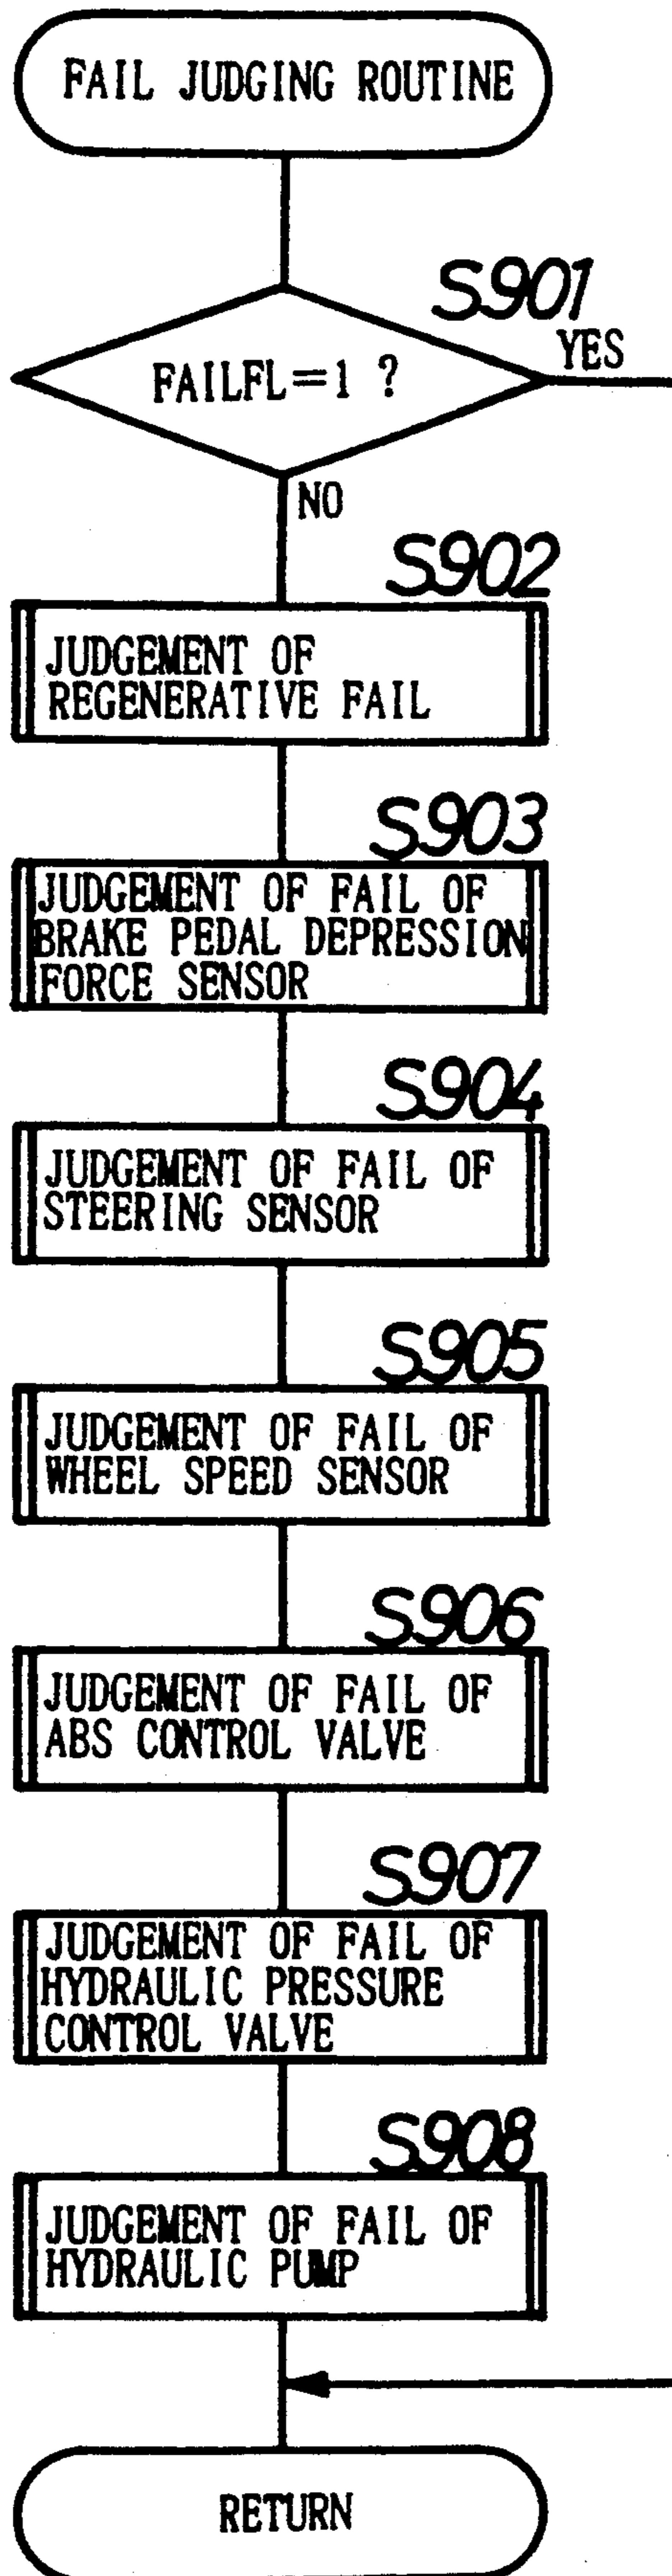 FAIL JUDGING ROUTINE
S901
YES
FAILFL=1 ?
NO
S902
JUDGEMENT OF
REGENERATIVE FAIL
S903
JUDGEMENT OF FAIL OF
BRAKE PEDAL DEPRESSION
FORCE SENSOR
S904
JUDGEMENT OF FAIL OF
STEERING SENSOR
S905
JUDGEMENT OF FAIL OF
WHEEL SPEED SENSOR
S906
JUDGEMENT OF FAIL OF
ABS CONTROL VALVE
S907
JUDGEMENT OF FAIL OF
HYDRAULIC PRESSURE
CONTROL VALVE
S908
JUDGEMENT OF FAIL OF
HYDRAULIC PUMP
RETURN